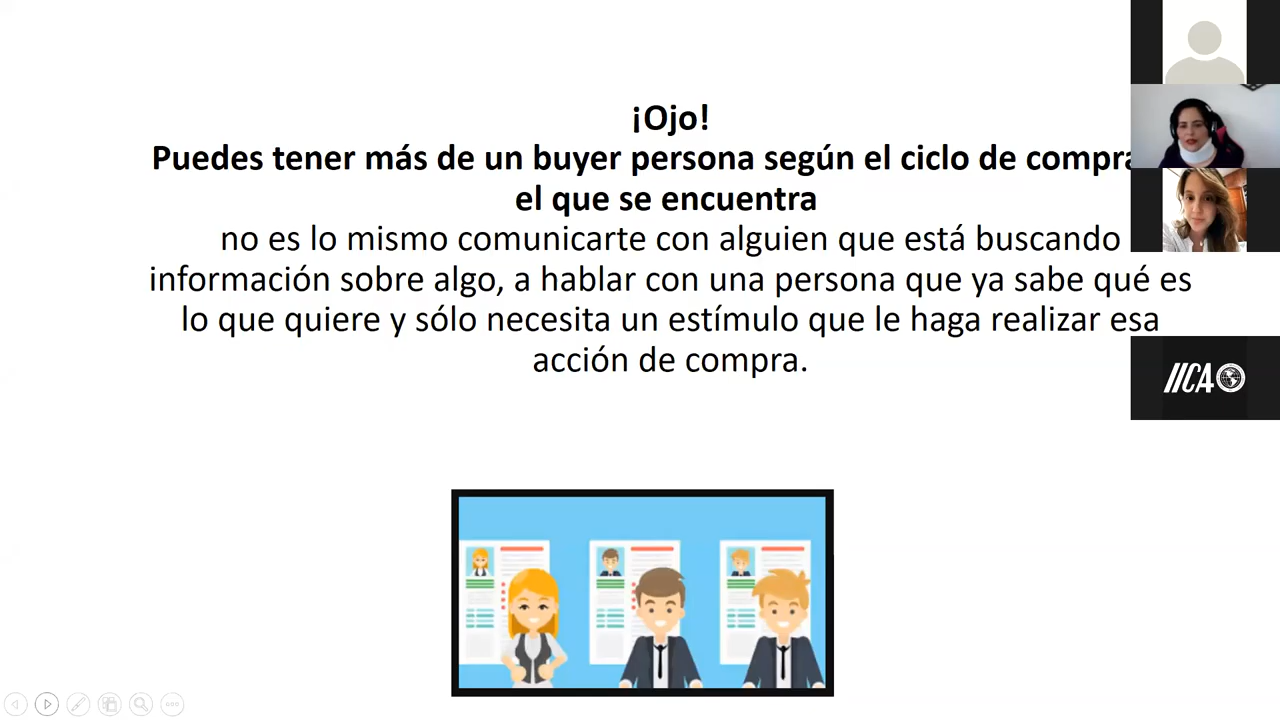 ¡Ojo!
Puedes tener más de un buyer persona según el ciclo de compra
el que se encuentra
no es lo mismo comunicarte con alguien que está buscando
información sobre algo, a hablar con una persona que ya sabe qué es
lo que quiere y sólo necesita un estímulo que le haga realizar esa
acción de compra.
IICA